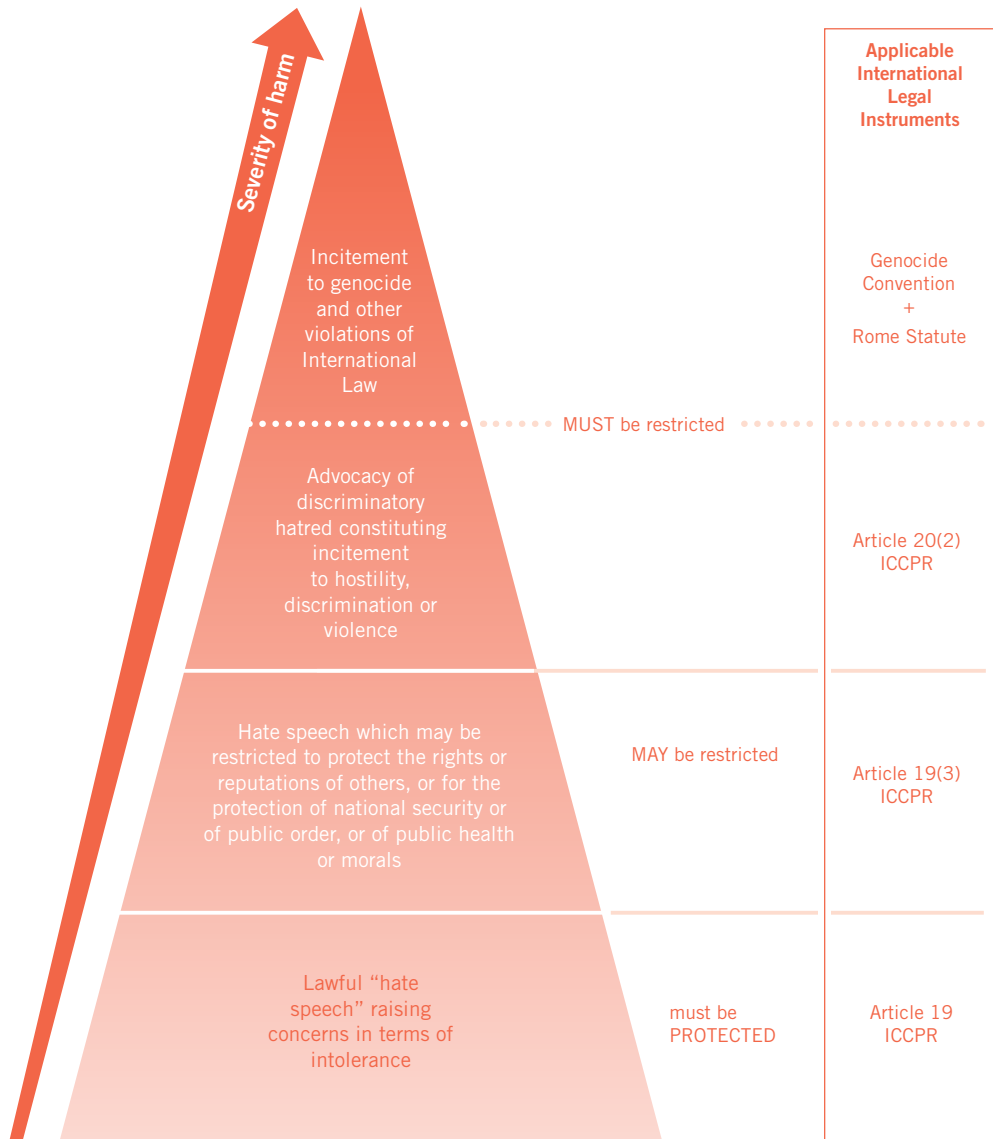 Severity of harm
Applicable
International
Legal
Instruments
Incitement
to genocide
and other
violations of
International
Law
Genocide
Convention
+
Rome Statute
MUST be restricted
Advocacy of
discriminatory
hatred constituting
incitement
to hostility,
discrimination or
violence
Article 20(2)
ICCPR
Hate speech which may be
restricted to protect the rights or
reputations of others, or for the
protection of national security or
of public order, or of public health
or morals
MAY be restricted
Article 19(3)
ICCPR
Lawful “hate
speech” raising
concerns in terms of
intolerance
must be
PROTECTED
Article 19
ICCPR